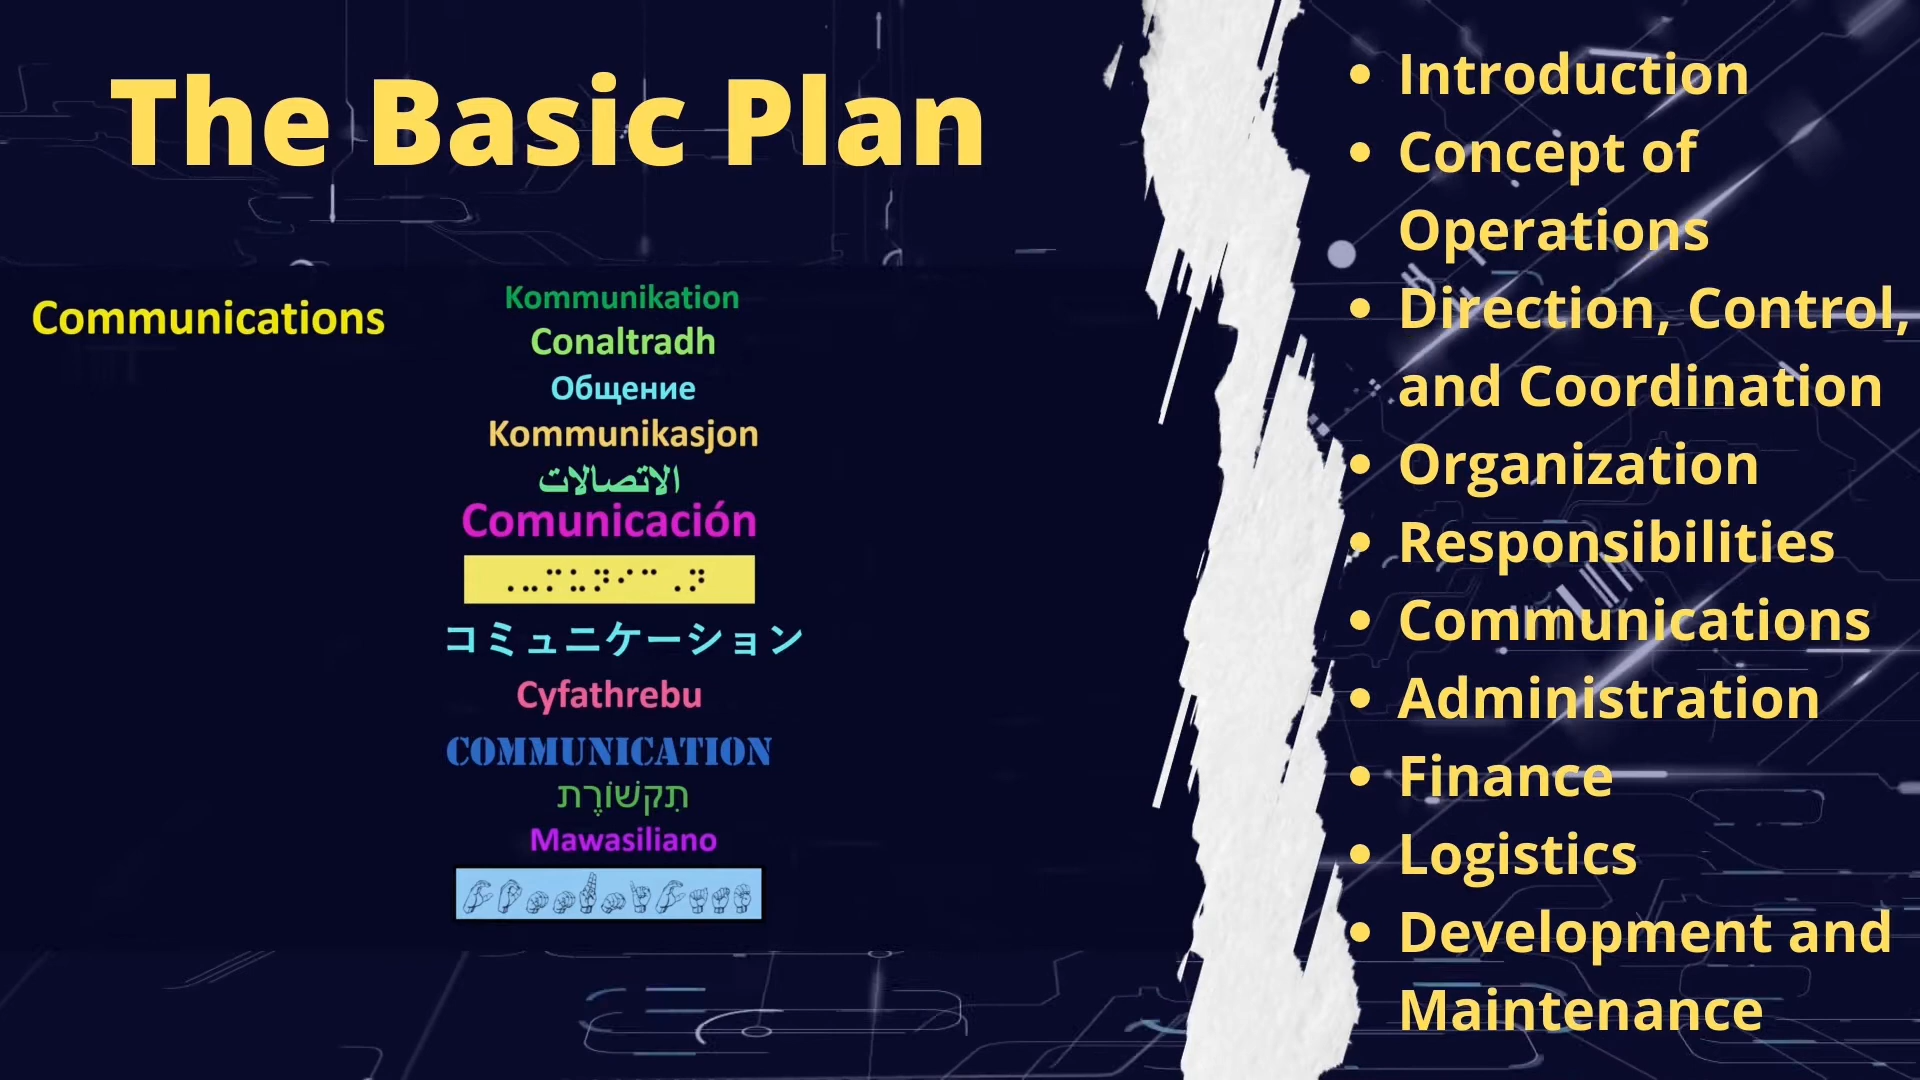 The Basic Plan
Communications
Kommunikation
Conaltradh
Общение
Kommunikasjon
الاتصالات
Comunicación
コミュニケーション
Cyfathrebu
COMMUNICATION
תִקשׁוֹרֶת
Mawasiliano
• Introduction
• Concept of
Operations
• Direction, Control,
and Coordination
• Organization
• Responsibilities
• Communications
• Administration
• Finance
• Logistics
• Development and
Maintenance